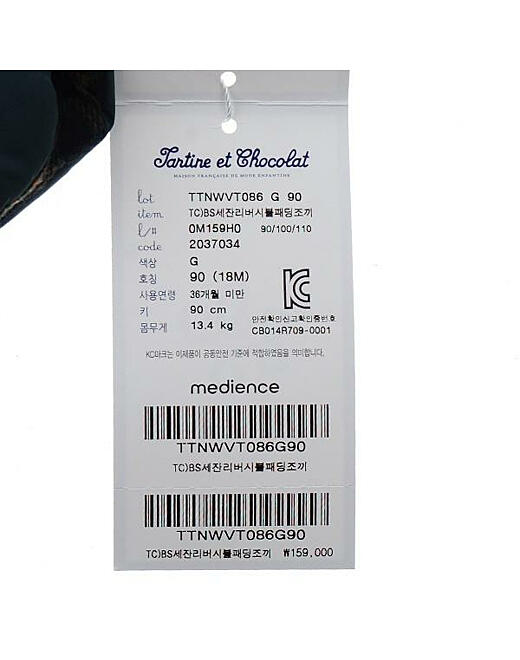 Tartine et Chocolat
MAISON FRANÇAISE DE MODE ENFANTINE
lot TTNWVT086 G 90
item TC)BS세잔리버시블패딩조끼
l/# 0M159H0 90/100/110
code 2037034
색상 G
호칭 90 (18M)
사용연령 36개월 미만
키 90 cm
몸무게 13.4 kg
안전확인신고확인증번호
CB014R709-0001
KC마크는 이제품이 공동안전 기준에 적합하였음을 의미합니다.
medience
TTNWVT086G90
TC)BS세잔리버시블패딩조끼
TTNWVT086G90
TC)BS세잔리버시블패딩조끼 ₩159,000